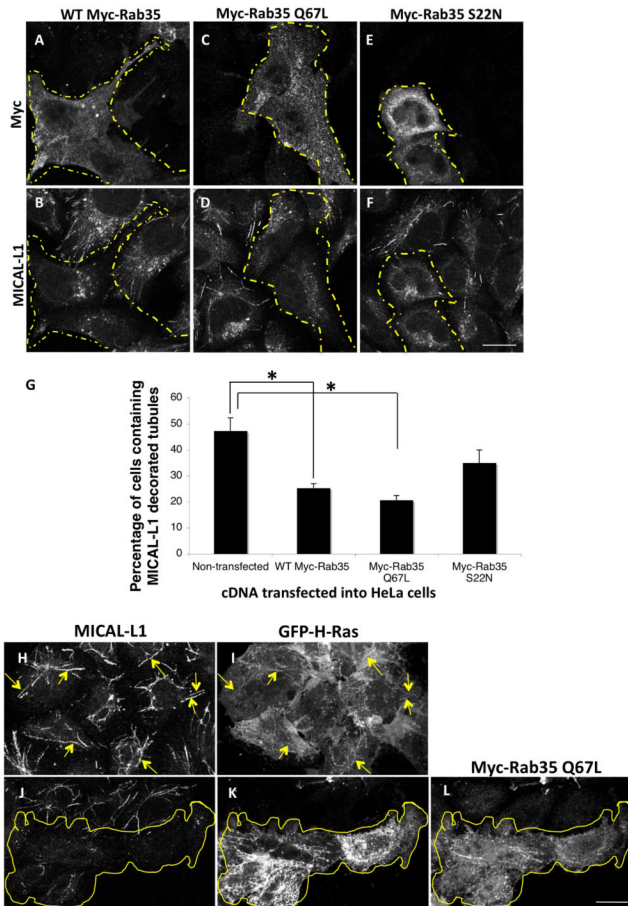 WT Myc-Rab35 Myc-Rab35 Q67L Myc-Rab35 S22N
A C E
Myc
B D F
MICAL-L1
G
Percentage of cells containing
MICAL-L1 decorated tubules
60
50
40
30
20
10
0
* *
Non-transfected WT Myc-Rab35 Myc-Rab35 Myc-Rab35
Q67L S22N
cDNA transfected into HeLa cells
MICAL-L1 GFP-H-Ras
H I
Myc-Rab35 Q67L
J K L